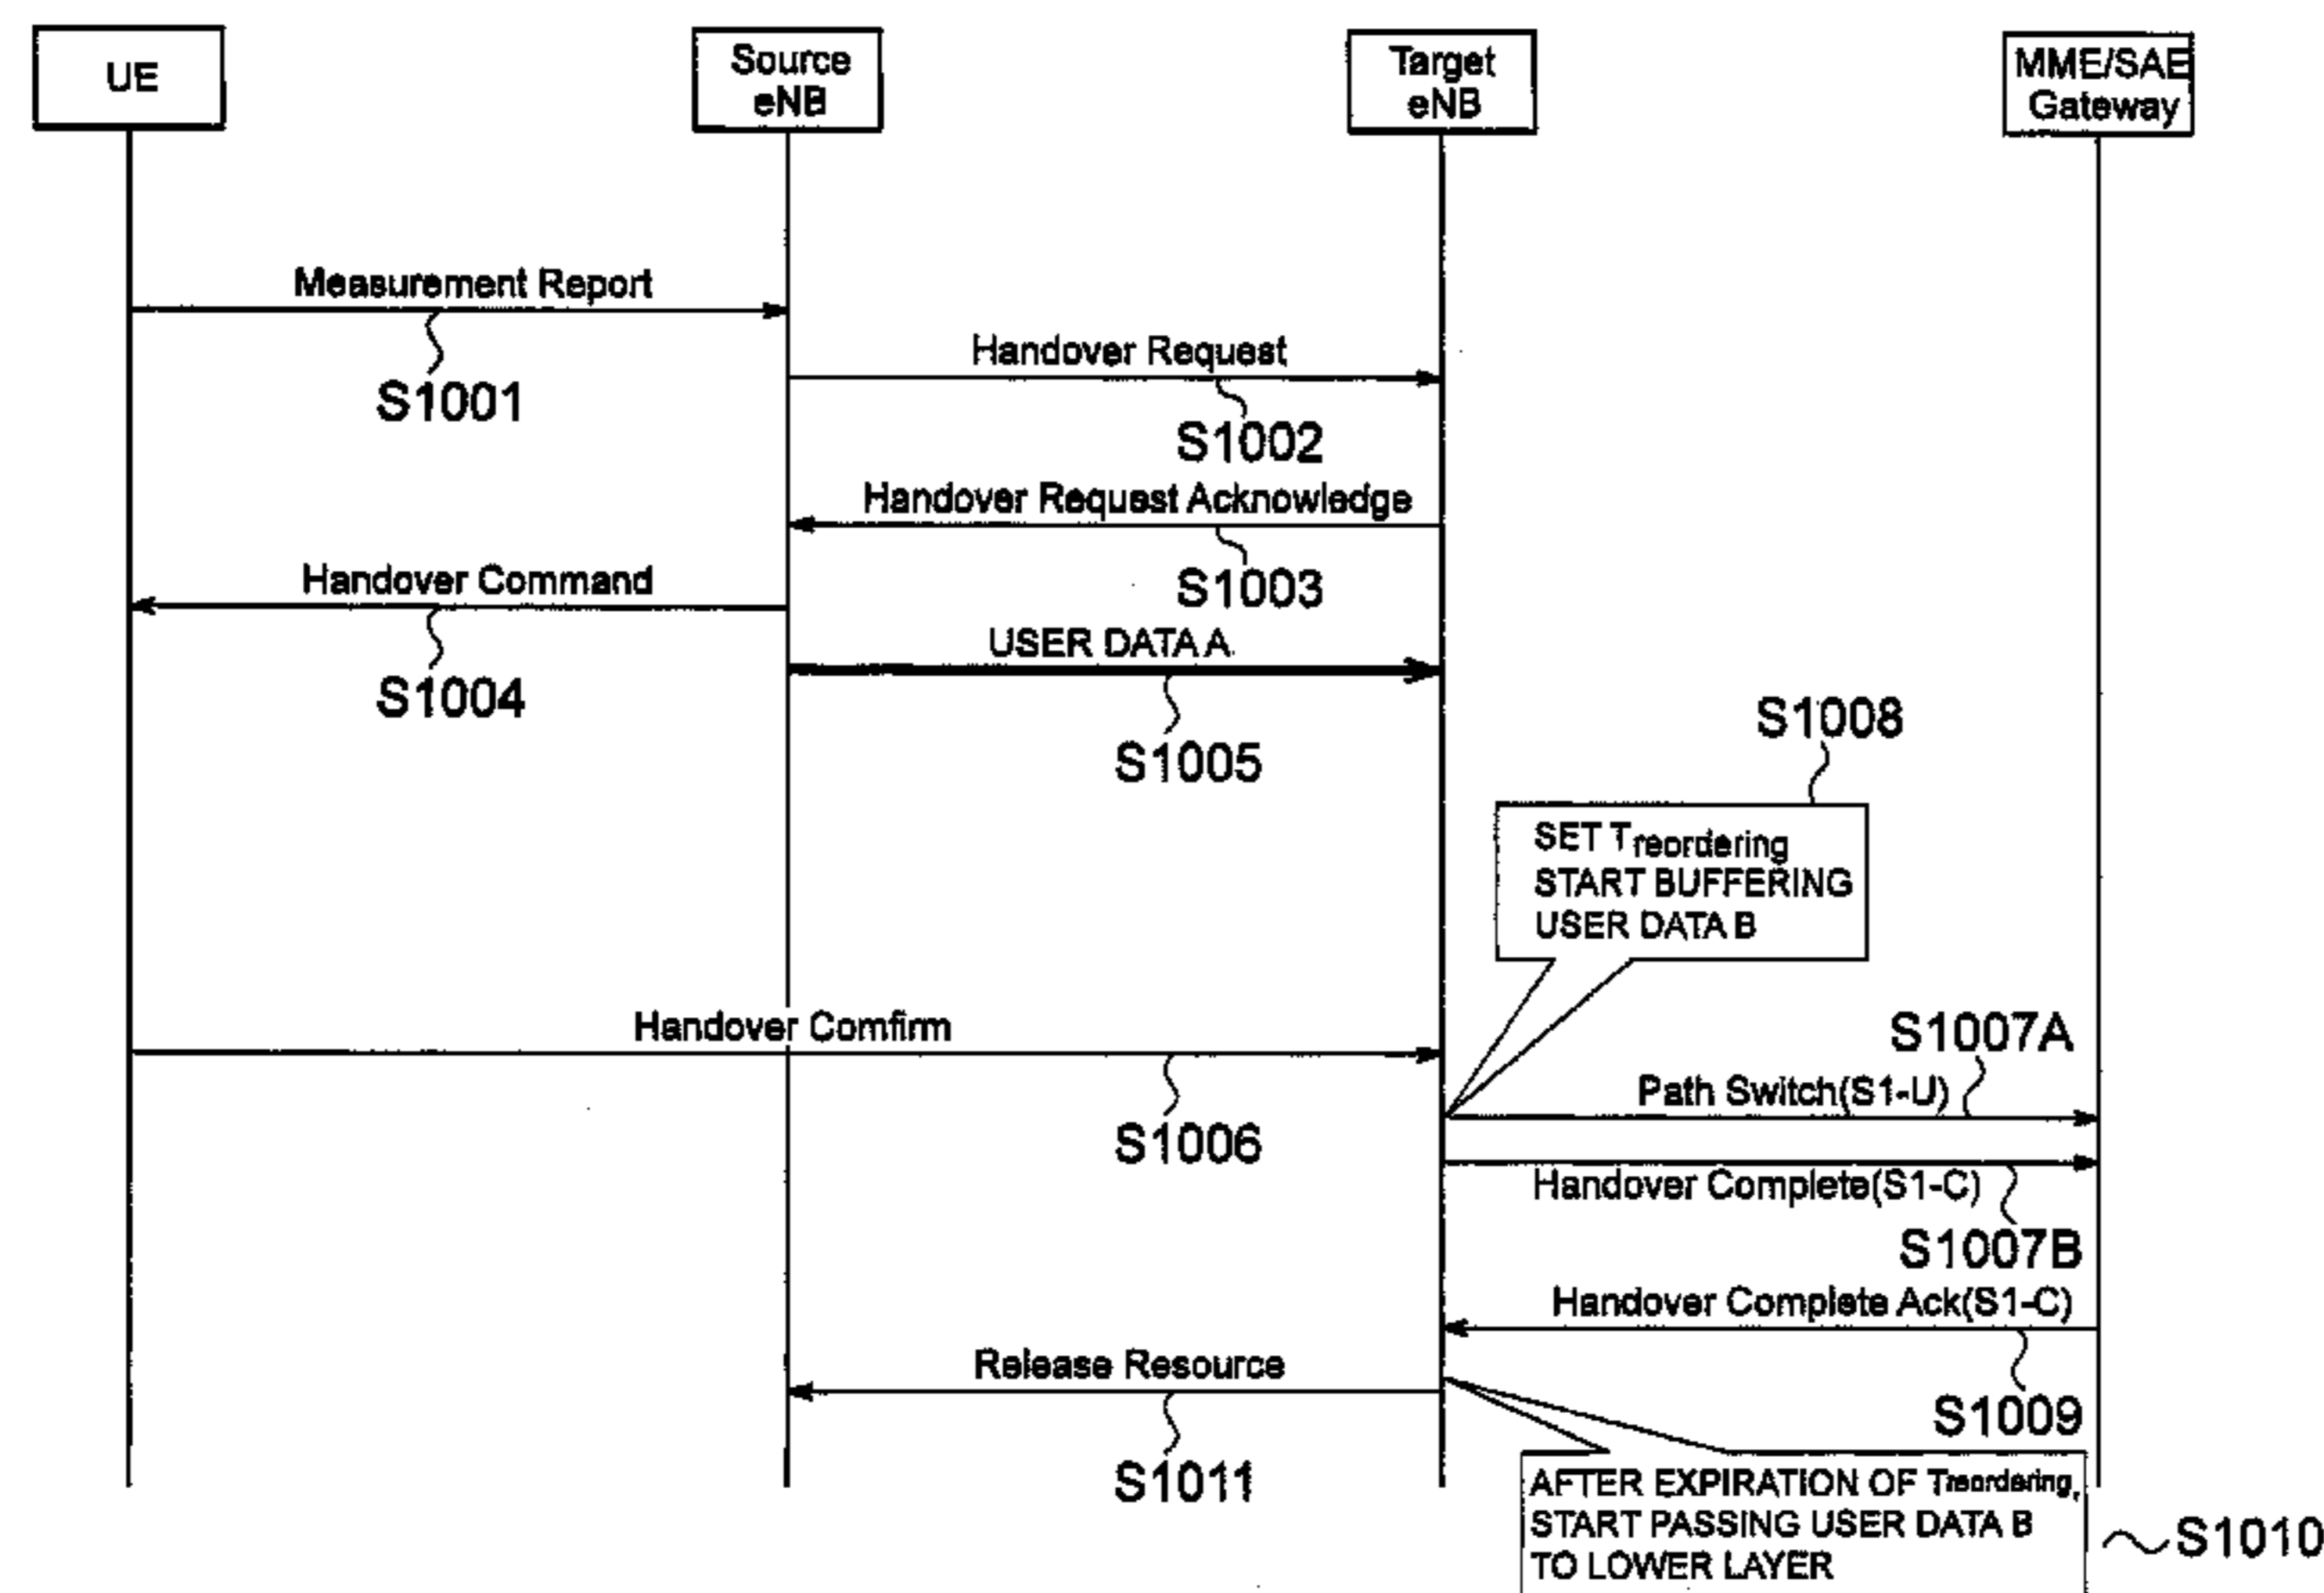 UE
Source
eNB
Target
eNB
MME/SAE
Gateway
Measurement Report
S1001
Handover Request
S1002
Handover Request Acknowledge
S1003
Handover Command
S1004
USER DATA A
S1005
S1008
SET Treordering
START BUFFERING
USER DATA B
Handover Comfirm
S1006
S1007A
Path Switch(S1-U)
Handover Complete(S1-C)
S1007B
Handover Complete Ack(S1-C)
S1009
Release Resource
S1011
AFTER EXPIRATION OF Treordering,
START PASSING USER DATA B
TO LOWER LAYER
S1010